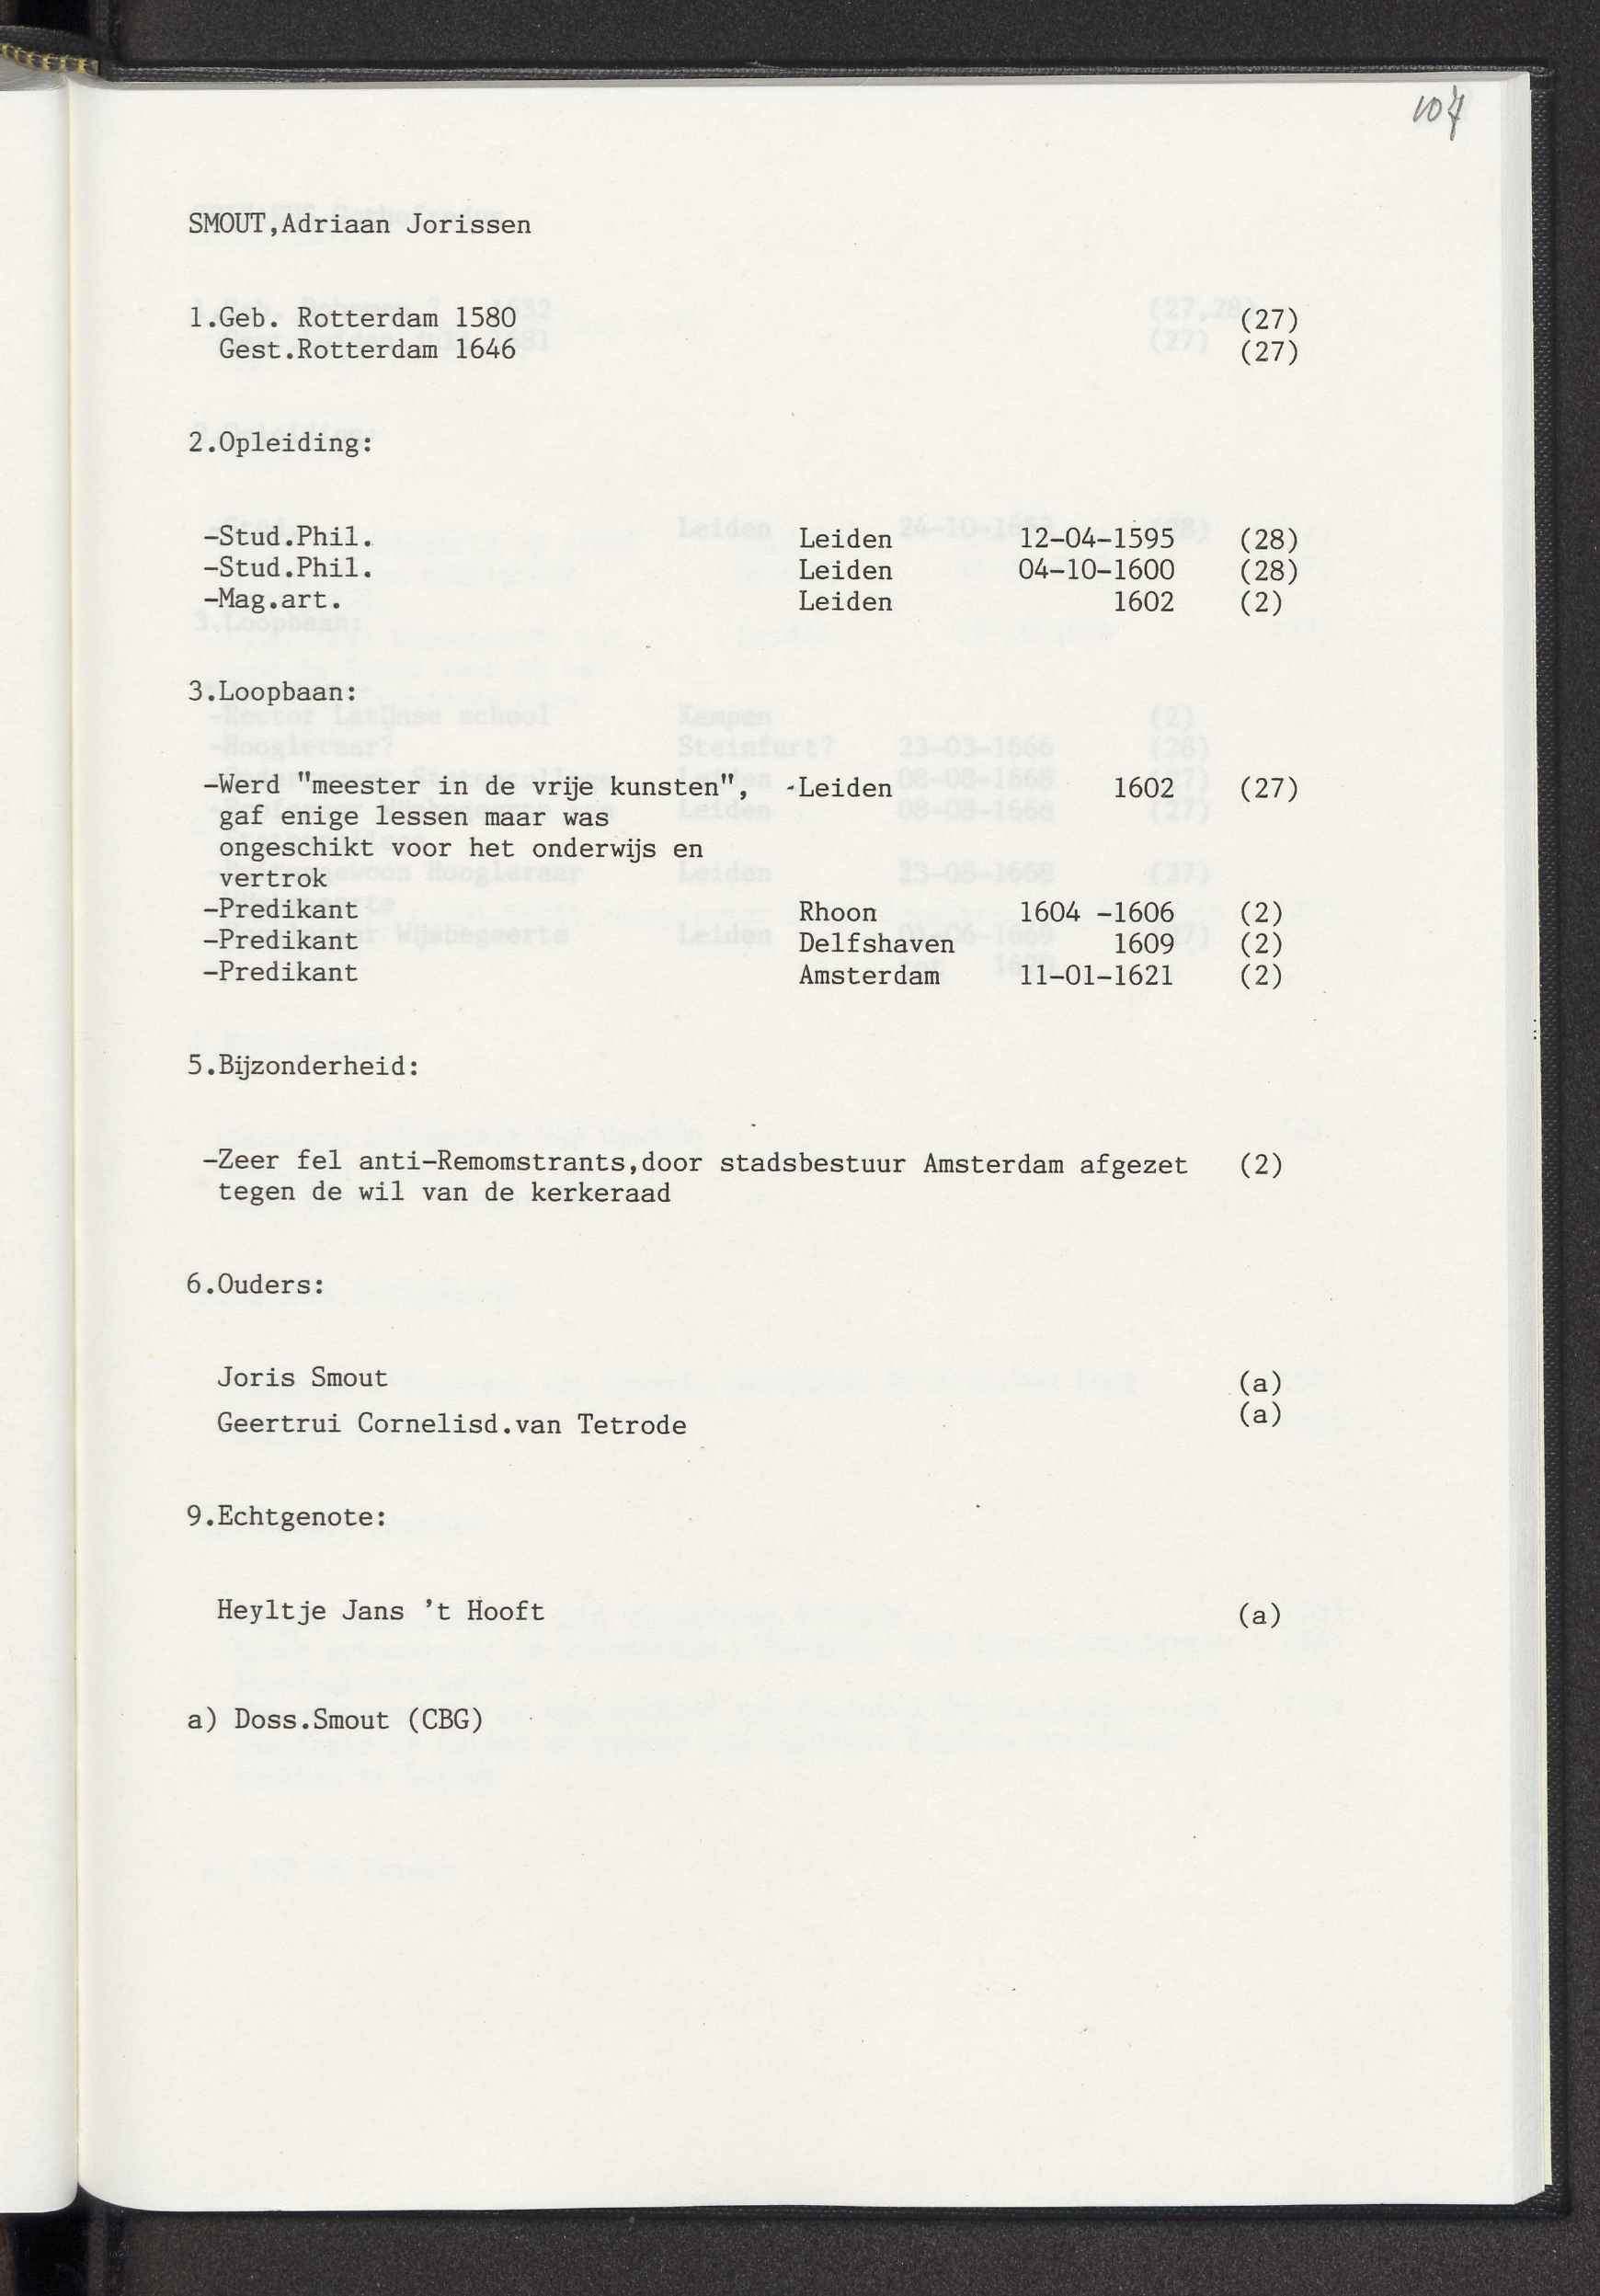 107
SMOUT,Adriaan Jorissen
1.Geb. Rotterdam 1580 (27)
Gest.Rotterdam 1646 (27)
2.Opleiding:
-Stud.Phil. Leiden 12-04-1595 (28)
-Stud.Phil. Leiden 04-10-1600 (28)
-Mag.art. Leiden 1602 (2)
3.Loopbaan:
-Werd "meester in de vrije kunsten", -Leiden 1602 (27)
gaf enige lessen maar was
ongeschikt voor het onderwijs en
vertrok
-Predikant Rhoon 1604 -1606 (2)
-Predikant Delfshaven 1609 (2)
-Predikant Amsterdam 11-01-1621 (2)
5.Bijzonderheid:
-Zeer fel anti-Remomstrants,door stadsbestuur Amsterdam afgezet (2)
tegen de wil van de kerkeraad
6.Ouders:
Joris Smout (a)
Geertrui Cornelisd.van Tetrode (a)
9.Echtgenote:
Heyltje Jans 't Hooft (a)
a) Doss.Smout (CBG)